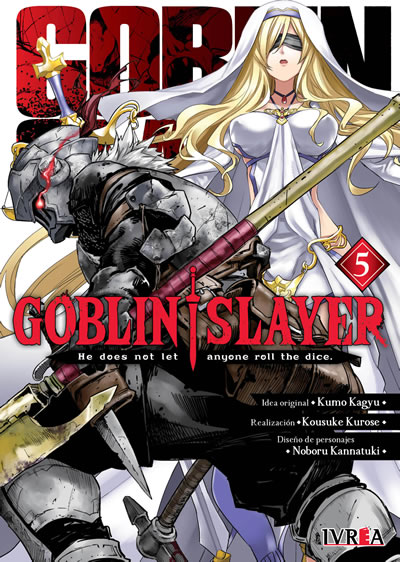 GOBLIN
5
GOBLIN SLAYER
He does not let anyone roll the dice.
Idea original • Kumo Kagyu
Realización • Kousuke Kurose
Diseño de personajes
• Noboru Kannatuki
IVREA